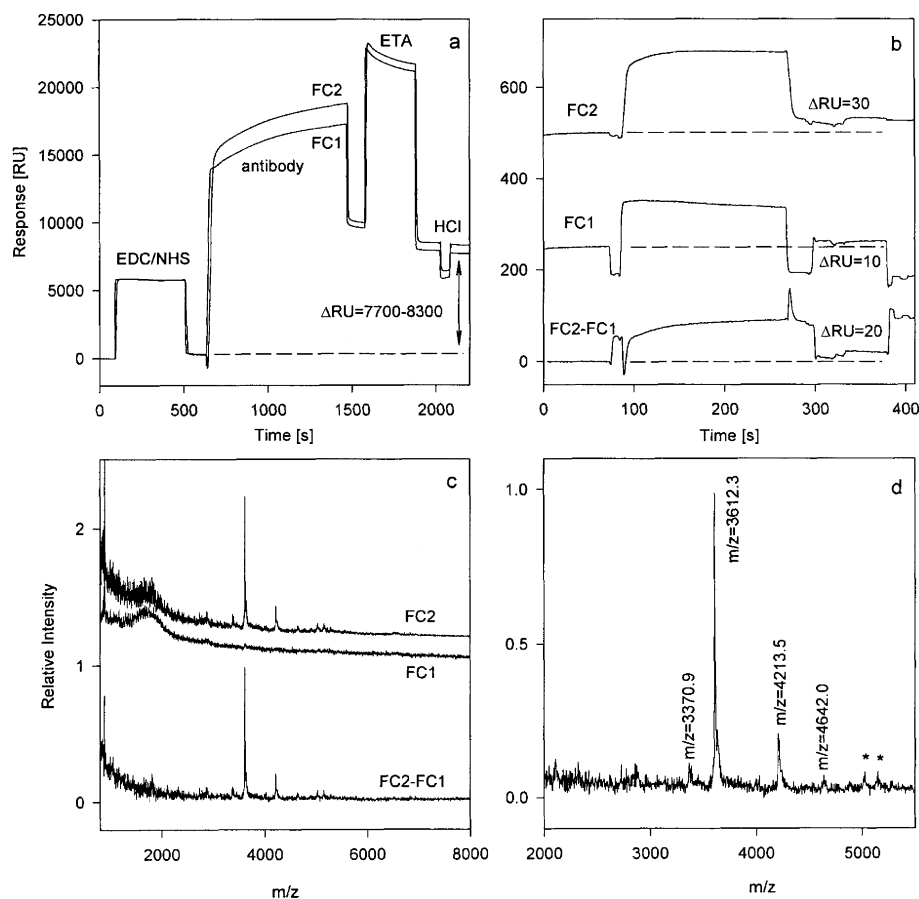 a
25000
20000
15000
10000
5000
0
Response [RU]
EDC/NHS
FC2
FC1
antibody
ETA
HCl
ΔRU=7700-8300
0
500
1000
1500
2000
Time [s]
b
600
400
200
0
FC2
ΔRU=30
FC1
ΔRU=10
FC2-FC1
ΔRU=20
0
100
200
300
400
Time [s]
c
2
1
0
Relative Intensity
FC2
FC1
FC2-FC1
2000
4000
6000
8000
m/z
d
1.0
0.5
0.0
m/z=3370.9
m/z=3612.3
m/z=4213.5
m/z=4642.0
* *
2000
3000
4000
5000
m/z